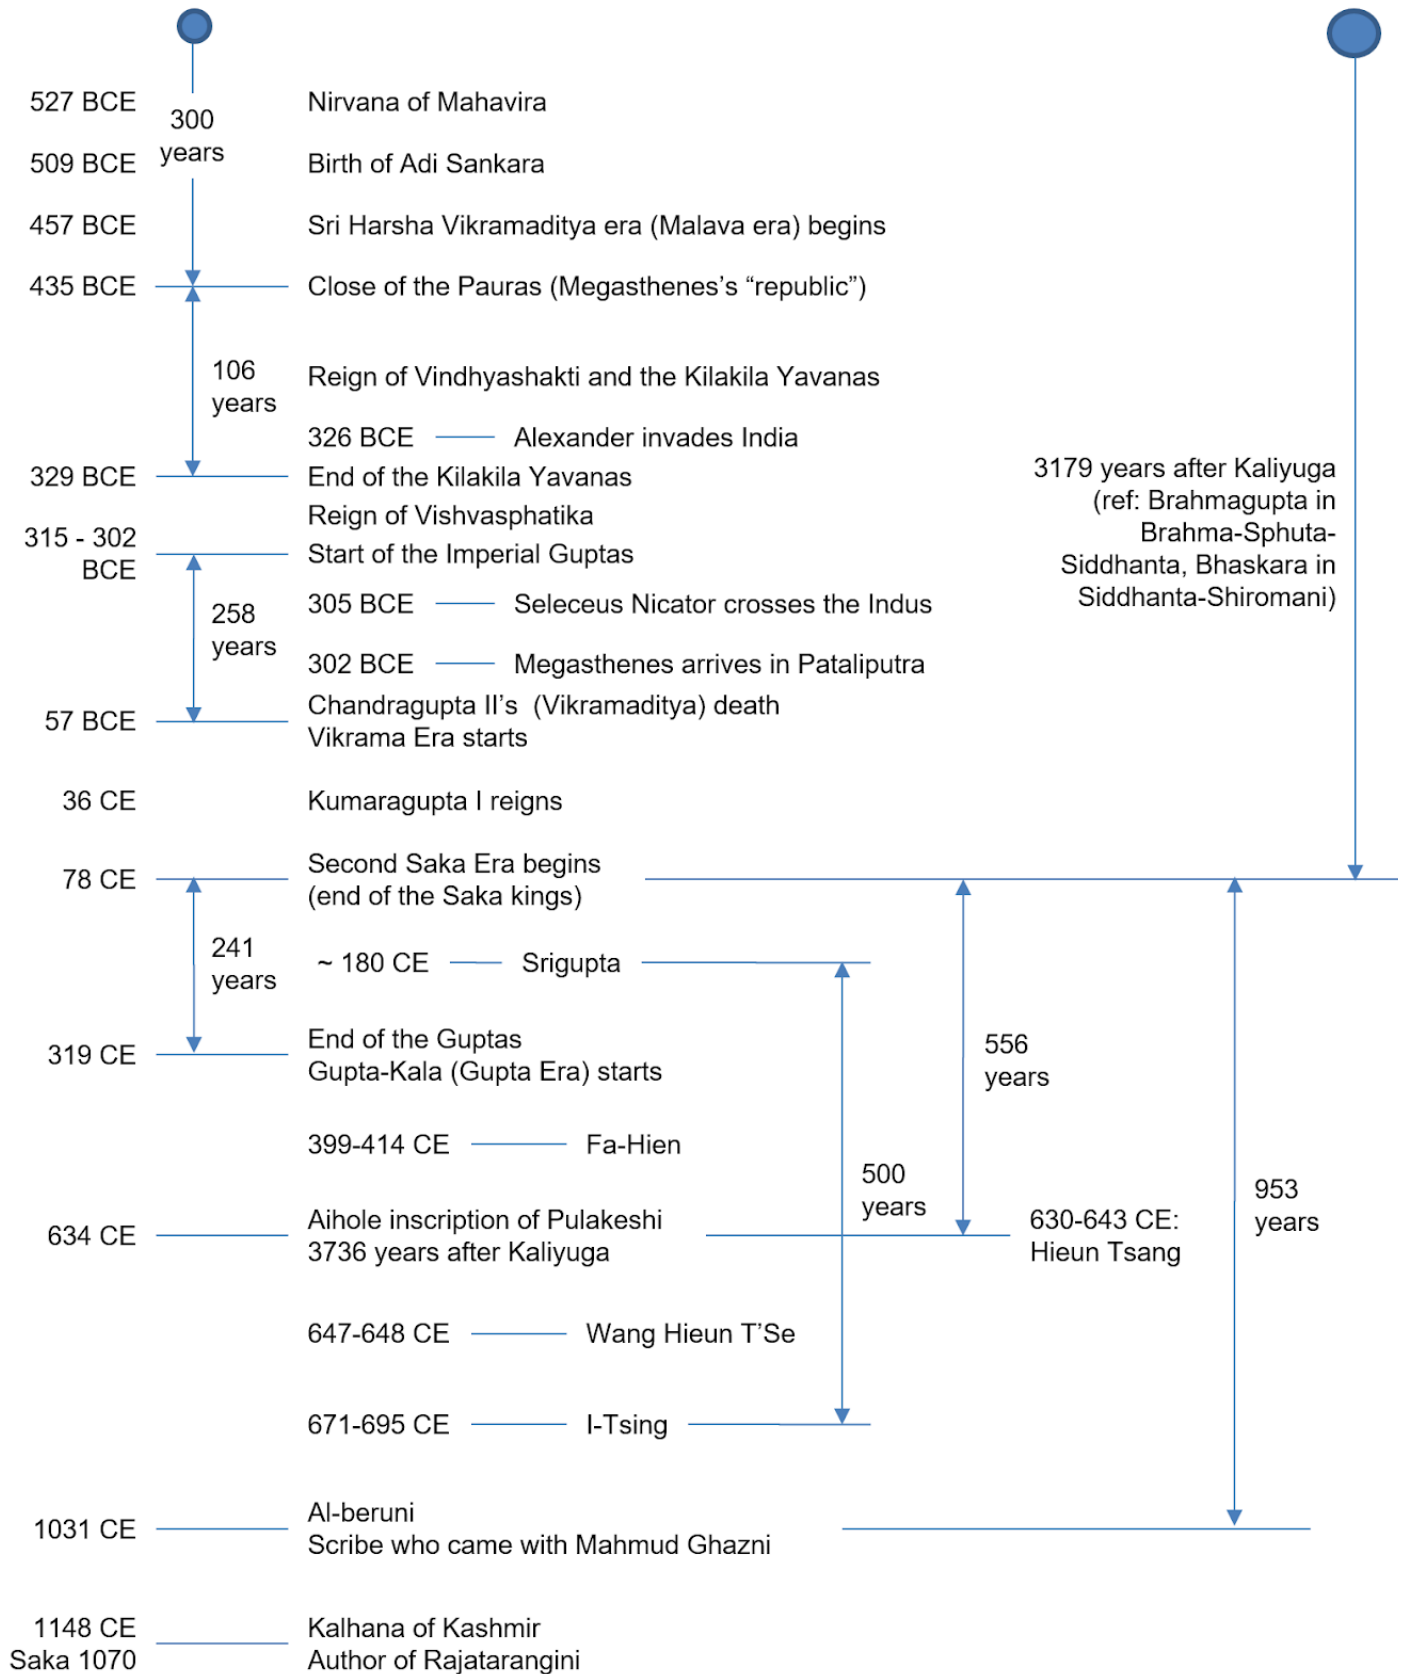 527 BCE
Nirvana of Mahavira
300
years
509 BCE
Birth of Adi Sankara
457 BCE
Sri Harsha Vikramaditya era (Malava era) begins
435 BCE
Close of the Pauras (Megasthenes's “republic”)
106
years
Reign of Vindhyashakti and the Kilakila Yavanas
326 BCE
Alexander invades India
329 BCE
End of the Kilakila Yavanas
Reign of Vishvasphatika
315 - 302
BCE
Start of the Imperial Guptas
3179 years after Kaliyuga
(ref: Brahmagupta in
Brahma-Sphuta-
Siddhanta, Bhaskara in
Siddhanta-Shiromani)
258
years
305 BCE
Seleceus Nicator crosses the Indus
302 BCE
Megasthenes arrives in Pataliputra
57 BCE
Chandragupta II's (Vikramaditya) death
Vikrama Era starts
36 CE
Kumaragupta I reigns
78 CE
Second Saka Era begins
(end of the Saka kings)
241
years
~ 180 CE
Srigupta
319 CE
End of the Guptas
Gupta-Kala (Gupta Era) starts
556
years
399-414 CE
Fa-Hien
500
years
953
years
634 CE
Aihole inscription of Pulakeshi
3736 years after Kaliyuga
630-643 CE:
Hieun Tsang
647-648 CE
Wang Hieun T’Se
671-695 CE
I-Tsing
1031 CE
Al-beruni
Scribe who came with Mahmud Ghazni
1148 CE
Saka 1070
Kalhana of Kashmir
Author of Rajatarangini